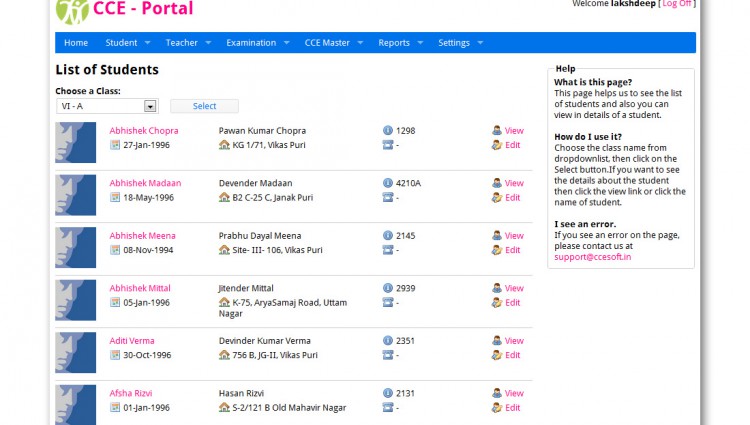 CCE - Portal
Welcome lakshdeep [ Log Off ]
Home Student Teacher Examination CCE Master Reports Settings
List of Students
Choose a Class:
VI - A Select
Abhishek Chopra Pawan Kumar Chopra 1298 View
27-Jan-1996 KG 1/71, Vikas Puri - Edit
Abhishek Madaan Devender Madaan 4210A View
18-May-1996 B2 C-25 C, Janak Puri - Edit
Abhishek Meena Prabhu Dayal Meena 2145 View
08-Nov-1994 Site- III- 106, Vikas Puri - Edit
Abhishek Mittal Jitender Mittal 2939 View
05-Jan-1996 K-75, AryaSamaj Road, Uttam - Edit
Nagar
Aditi Verma Devinder Kumar Verma 2351 View
30-Oct-1996 756 B, JG-II, Vikas Puri - Edit
Afsha Rizvi Hasan Rizvi 2131 View
01-Jan-1996 S-2/121 B Old Mahavir Nagar - Edit
Help
What is this page?
This page helps us to see the list
of students and also you can
view in details of a student.
How do I use it?
Choose the class name from
dropdownlist, then click on the
Select button.If you want to see
the details about the student
then click the view link or click the
name of student.
I see an error.
If you see an error on the page,
please contact us at
support@ccesoft.in